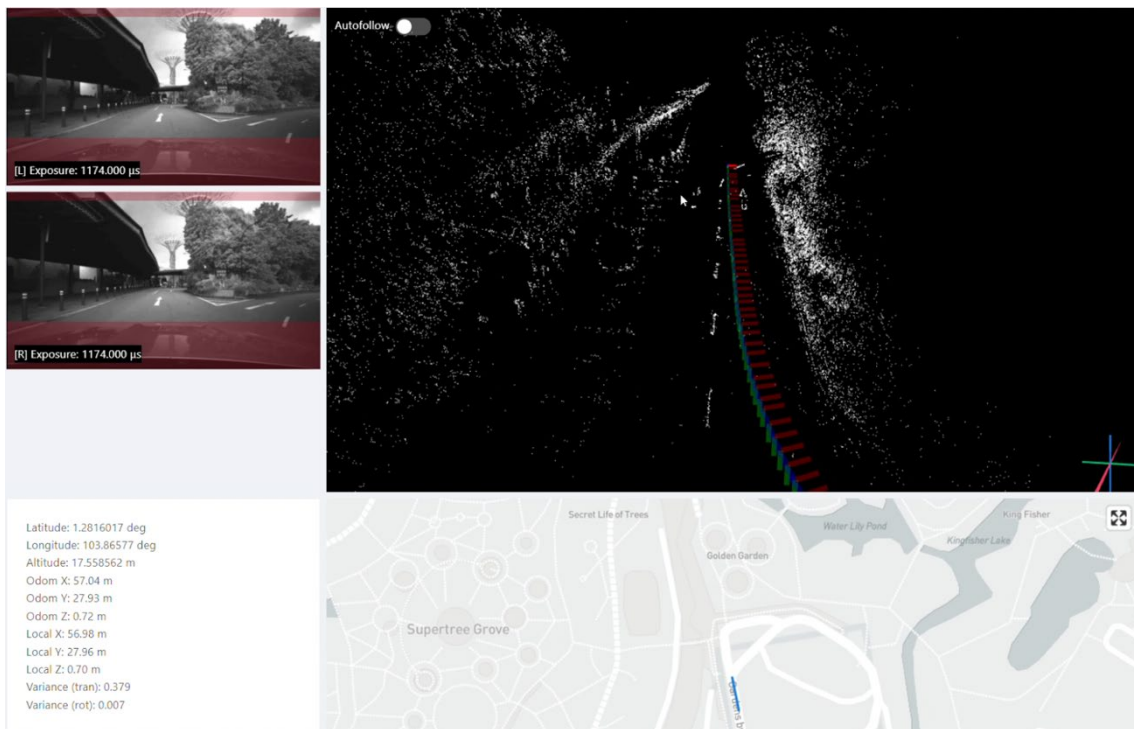 [L] Exposure: 1174.000 µs
[R] Exposure: 1174.000 µs
Autofollow
Latitude: 1.2816017 deg
Longitude: 103.86577 deg
Altitude: 17.558562 m
Odom X: 57.04 m
Odom Y: 27.93 m
Odom Z: 0.72 m
Local X: 56.98 m
Local Y: 27.96 m
Local Z: 0.70 m
Variance (tran): 0.379
Variance (rot): 0.007
Secret Life of Trees
Water Lily Pond
King Fisher
Kingfisher Lake
Golden Garden
Supertree Grove
Gardens b